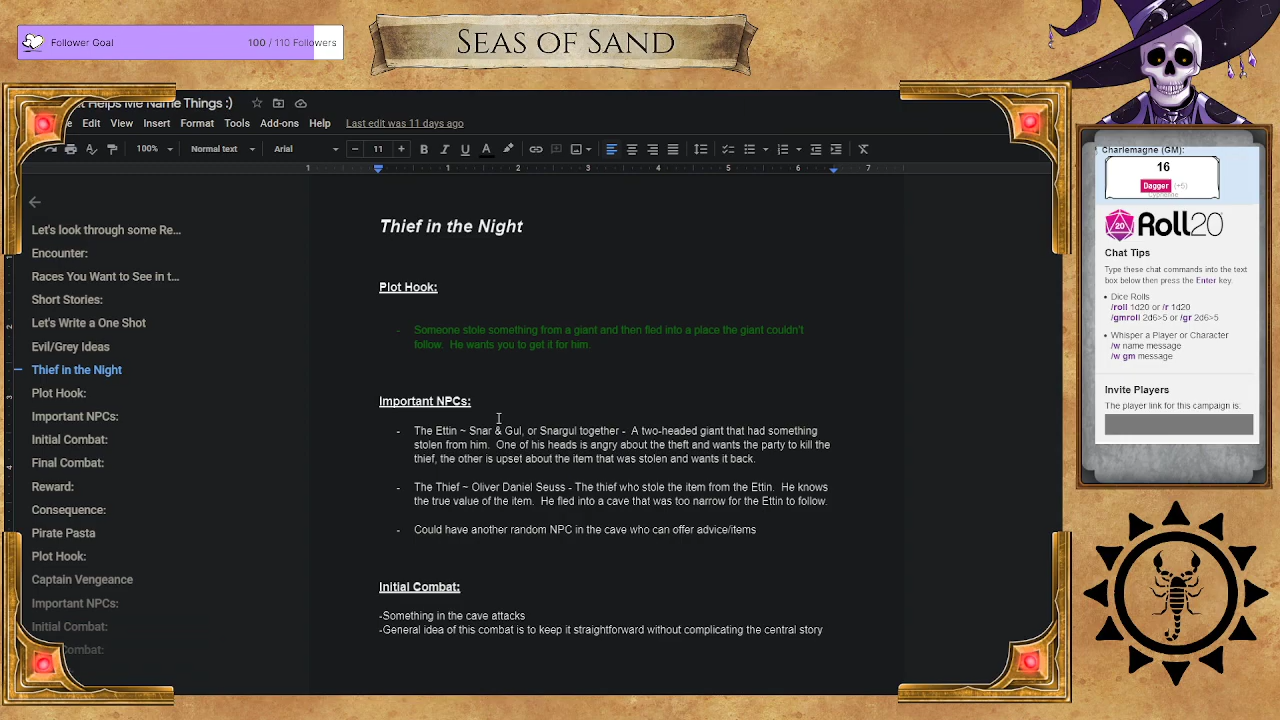 Follower Goal
100 / 110 Followers
SEAS OF SAND
t Helps Me Name Things :)
e Edit View Insert Format Tools Add-ons Help Last edit was 11 days ago
100% Normal text Arial 11 B I U A
1 1 2 3 4 5 6 7
Let's look through some Re...
Encounter:
Races You Want to See in t...
Short Stories:
Let's Write a One Shot
Evil/Grey Ideas
Thief in the Night
Plot Hook:
Important NPCs:
Initial Combat:
Final Combat:
Reward:
Consequence:
Pirate Pasta
Plot Hook:
Captain Vengeance
Important NPCs:
Initial Combat:
Combat:
Thief in the Night
Plot Hook:
- Someone stole something from a giant and then fled into a place the giant couldn't
follow. He wants you to get it for him.
Important NPCs:
- The Ettin ~ Snar & Gul, or Snargul together - A two-headed giant that had something
stolen from him. One of his heads is angry about the theft and wants the party to kill the
thief, the other is upset about the item that was stolen and wants it back.
- The Thief ~ Oliver Daniel Seuss - The thief who stole the item from the Ettin. He knows
the true value of the item. He fled into a cave that was too narrow for the Ettin to follow.
- Could have another random NPC in the cave who can offer advice/items
Initial Combat:
-Something in the cave attacks
-General idea of this combat is to keep it straightforward without complicating the central story
Charlemagne (GM):
16
Dagger (+5)
20 Roll20
Chat Tips
Type these chat commands into the text
box below then press the Enter key.
• Dice Rolls
/roll 1d20 or /r 1d20
/gmroll 2d6>5 or /gr 2d6>5
• Whisper a Player or Character
/w name message
/w gm message
Invite Players
The player link for this campaign is: